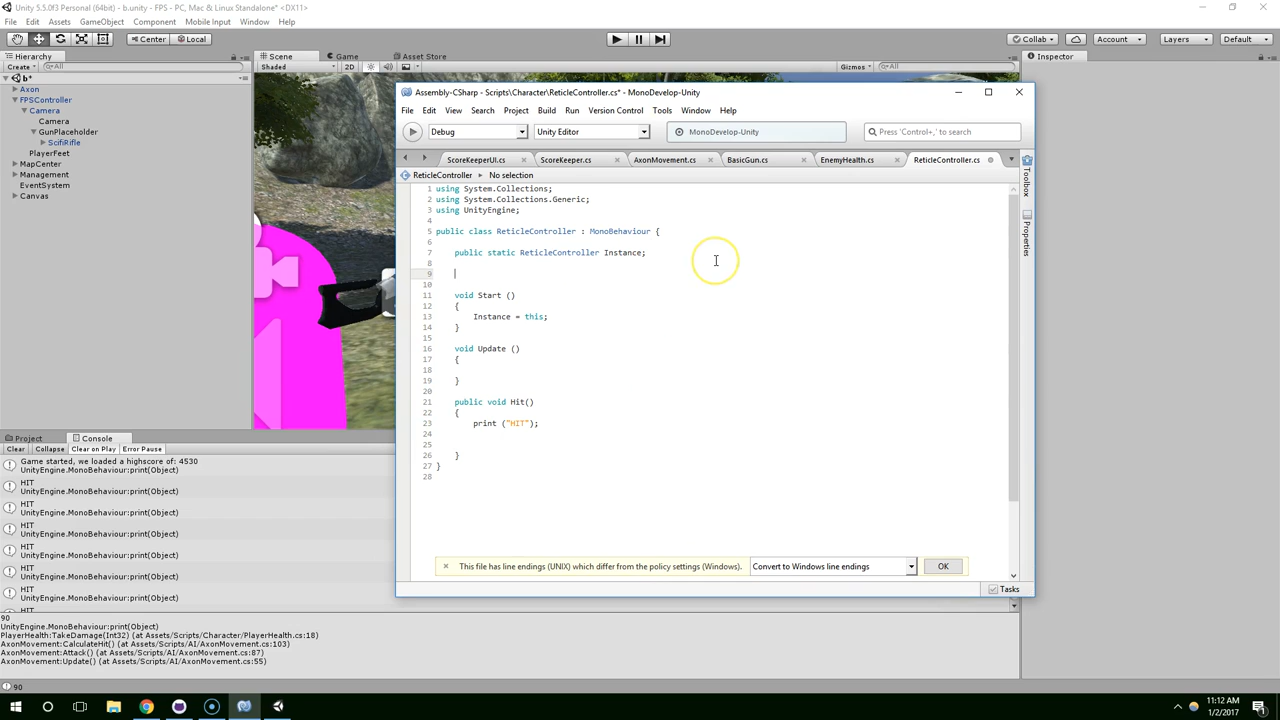 Unity 5.5.0f3 Personal (64bit) - b.unity - FPS - PC, Mac & Linux Standalone* <DX11>
File Edit Assets GameObject Component Mobile Input Window Help
Center Local Collab Account Layers Default
Hierarchy Scene Game Asset Store Inspector
Create All Shaded 2D Gizmos All
b*
Axon
FPSController
Camera
Camera
GunPlaceholder
ScifiRifle
PlayerFeet
MapCenter
Management
EventSystem
Canvas
Assembly-CSharp - Scripts\Character\ReticleController.cs* - MonoDevelop-Unity
File Edit View Search Project Build Run Version Control Tools Window Help
Debug Unity Editor MonoDevelop-Unity Press 'Control+,' to search
ScoreKeeperUI.cs ScoreKeeper.cs AxonMovement.cs BasicGun.cs EnemyHealth.cs ReticleController.cs
ReticleController No selection
Toolbox
Properties
1 using System.Collections;
2 using System.Collections.Generic;
3 using UnityEngine;
4
5 public class ReticleController : MonoBehaviour {
6
7 public static ReticleController Instance;
8
9
10
11 void Start ()
12 {
13 Instance = this;
14 }
15
16 void Update ()
17 {
18
19 }
20
21 public void Hit()
22 {
23 print ("HIT");
24
25
26 }
27 }
28
This file has line endings (UNIX) which differ from the policy settings (Windows). Convert to Windows line endings OK
Tasks
Project Console
Clear Collapse Clear on Play Error Pause
Game started, we loaded a highscore of: 4530
UnityEngine.MonoBehaviour:print(Object)
HIT
UnityEngine.MonoBehaviour:print(Object)
HIT
UnityEngine.MonoBehaviour:print(Object)
HIT
UnityEngine.MonoBehaviour:print(Object)
HIT
UnityEngine.MonoBehaviour:print(Object)
HIT
UnityEngine.MonoBehaviour:print(Object)
HIT
UnityEngine.MonoBehaviour:print(Object)
HIT
90
UnityEngine.MonoBehaviour:print(Object)
PlayerHealth:TakeDamage(Int32) (at Assets/Scripts/Character/PlayerHealth.cs:18)
AxonMovement:CalculateHit() (at Assets/Scripts/AI/AxonMovement.cs:103)
AxonMovement:Attack() (at Assets/Scripts/AI/AxonMovement.cs:87)
AxonMovement:Update() (at Assets/Scripts/AI/AxonMovement.cs:55)
90
11:12 AM
1/2/2017